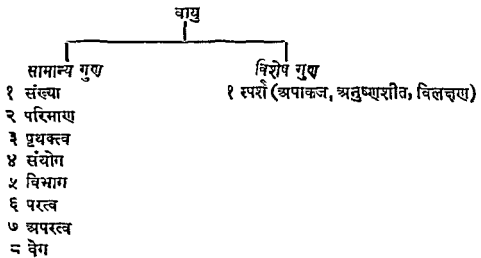 वायु
सामान्य गुण
विशेष गुण
१ संख्या
१ स्पर्श (अपाकज, अनुष्णशीत, विलक्षण)
२ परिमाण
३ पृथक्त्व
४ संयोग
५ विभाग
६ परत्व
७ अपरत्व
८ वेग